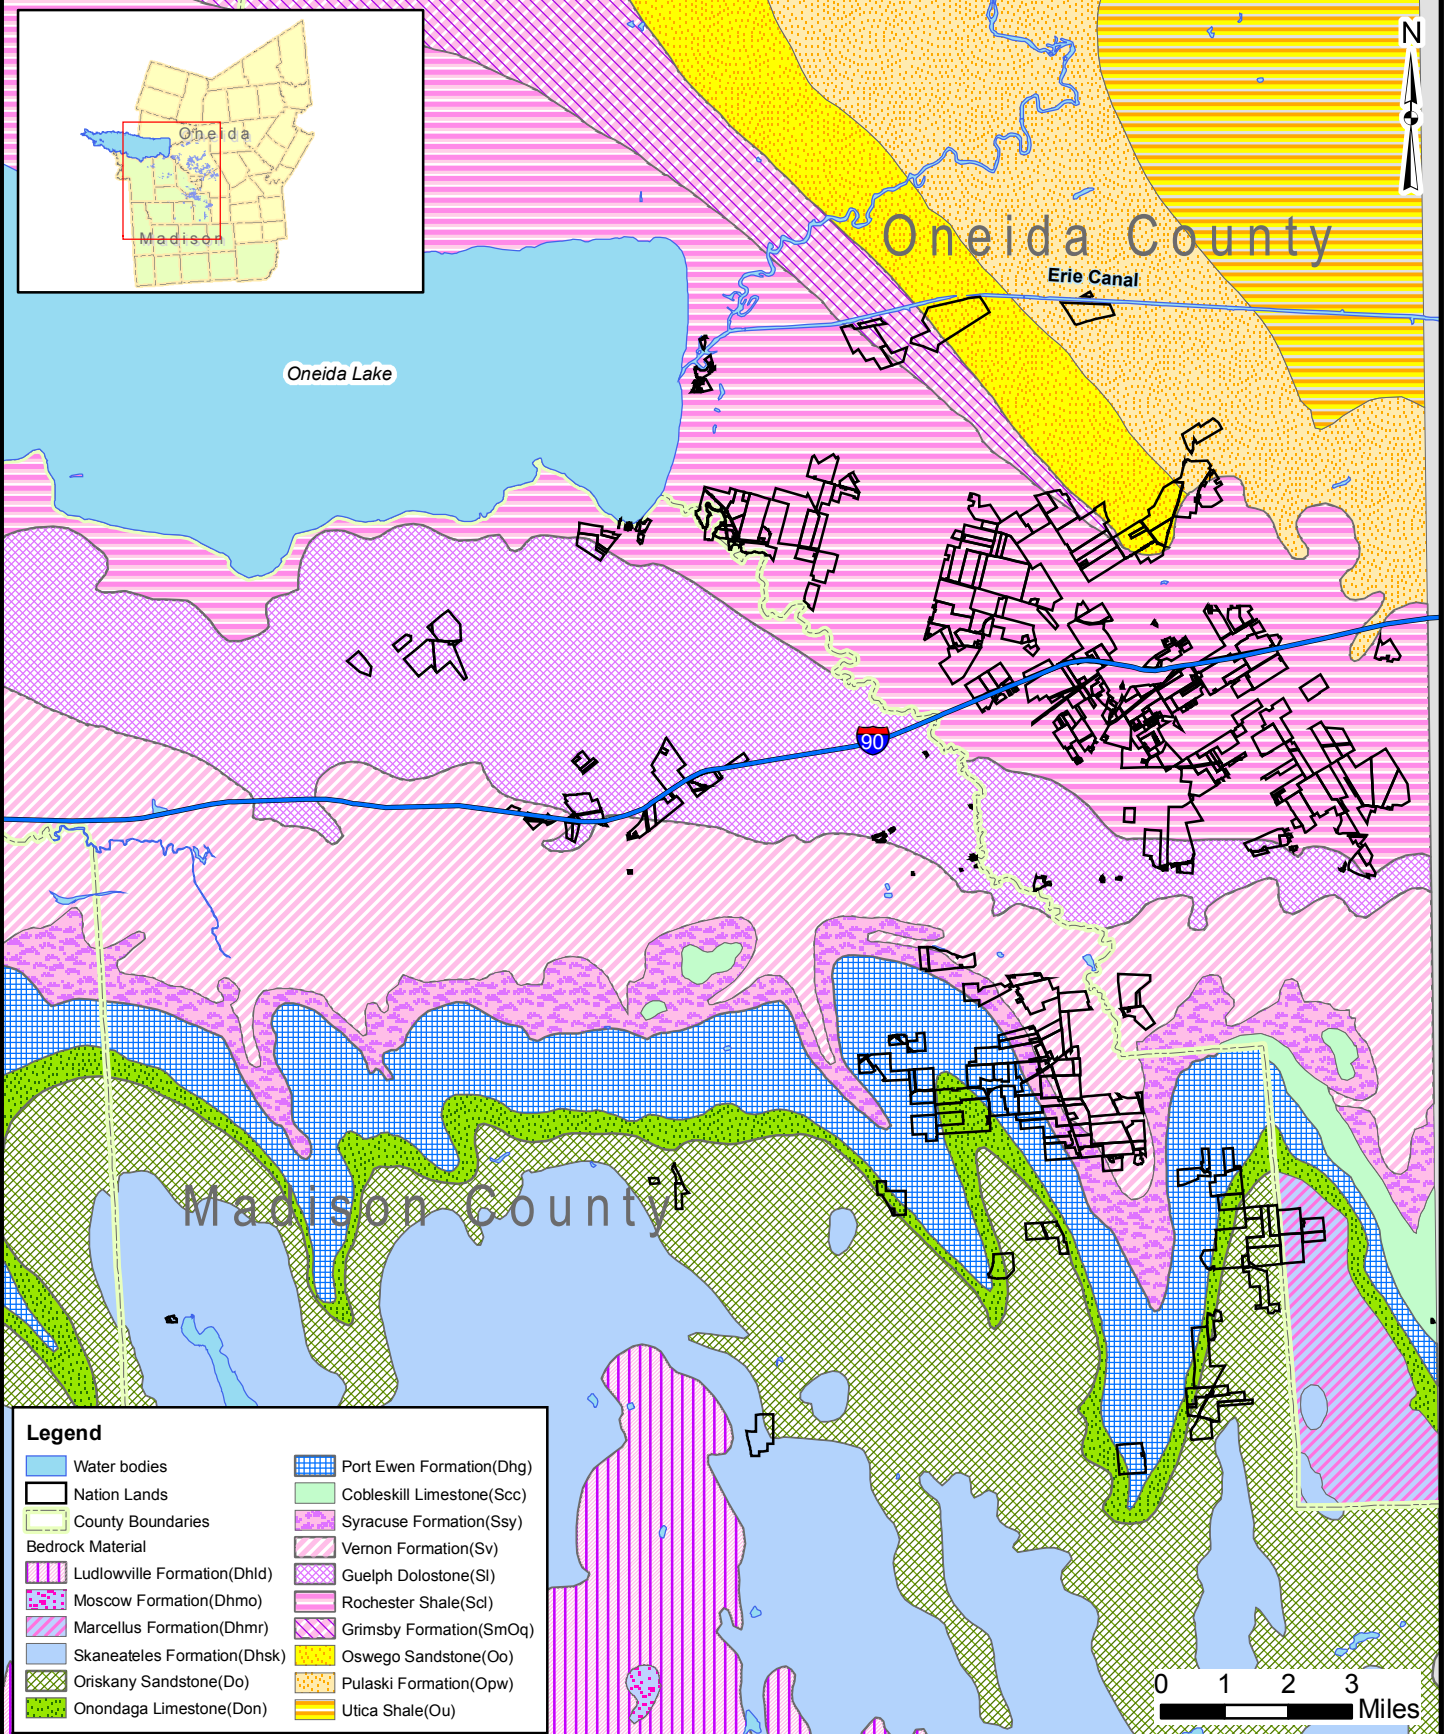 Oneida
Madison
N
Oneida County
Erie Canal
Oneida Lake
90
Madison County
Legend
Water bodies
Nation Lands
County Boundaries
Bedrock Material
Ludlowville Formation(Dhld)
Moscow Formation(Dhmo)
Marcellus Formation(Dhmr)
Skaneateles Formation(Dhsk)
Oriskany Sandstone(Do)
Onondaga Limestone(Don)
Port Ewen Formation(Dhg)
Cobleskill Limestone(Scc)
Syracuse Formation(Ssy)
Vernon Formation(Sv)
Guelph Dolostone(Sl)
Rochester Shale(Scl)
Grimsby Formation(SmOq)
Oswego Sandstone(Oo)
Pulaski Formation(Opw)
Utica Shale(Ou)
0 1 2 3
Miles